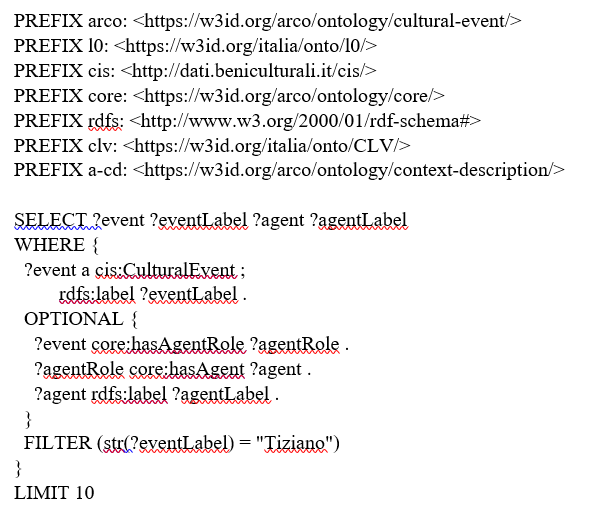 PREFIX arco: <https://w3id.org/arco/ontology/cultural-event/>
PREFIX l0: <https://w3id.org/italia/onto/l0/>
PREFIX cis: <http://dati.beniculturali.it/cis/>
PREFIX core: <https://w3id.org/arco/ontology/core/>
PREFIX rdfs: <http://www.w3.org/2000/01/rdf-schema#>
PREFIX clv: <https://w3id.org/italia/onto/CLV/>
PREFIX a-cd: <https://w3id.org/arco/ontology/context-description/>

SELECT ?event ?eventLabel ?agent ?agentLabel
WHERE {
  ?event a cis:CulturalEvent ;
         rdfs:label ?eventLabel .
  OPTIONAL {
    ?event core:hasAgentRole ?agentRole .
    ?agentRole core:hasAgent ?agent .
    ?agent rdfs:label ?agentLabel .
  }
  FILTER (str(?eventLabel) = "Tiziano")
}
LIMIT 10